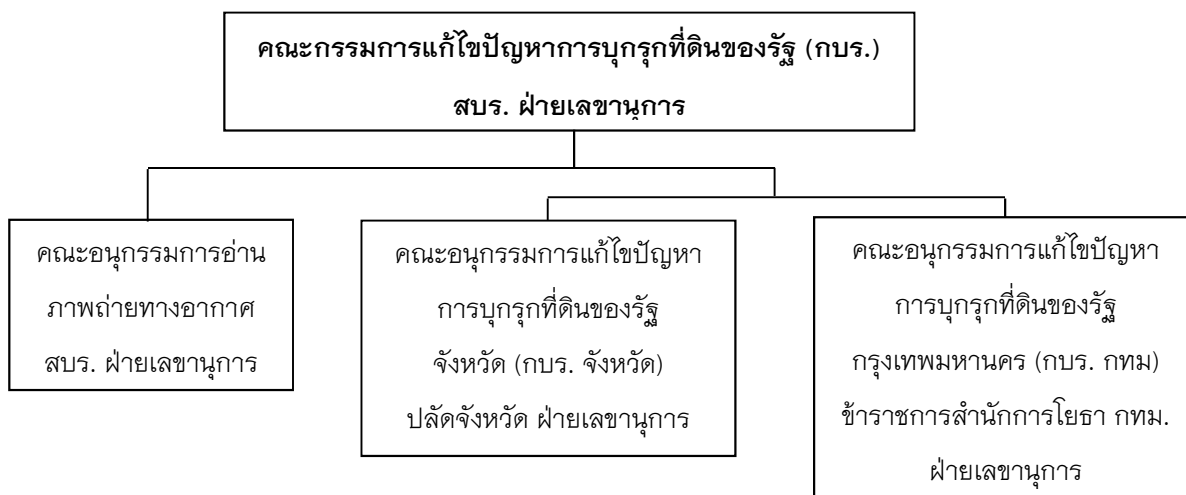 คณะกรรมการแก้ไขปัญหาการบุกรุกที่ดินของรัฐ (กบร.)
สบร. ฝ่ายเลขานุการ
คณะอนุกรรมการอ่าน
ภาพถ่ายทางอากาศ
สบร. ฝ่ายเลขานุการ
คณะอนุกรรมการแก้ไขปัญหา
การบุกรุกที่ดินของรัฐ
จังหวัด (กบร. จังหวัด)
ปลัดจังหวัด ฝ่ายเลขานุการ
คณะอนุกรรมการแก้ไขปัญหา
การบุกรุกที่ดินของรัฐ
กรุงเทพมหานคร (กบร. กทม)
ข้าราชการสำนักการโยธา กทม.
ฝ่ายเลขานุการ